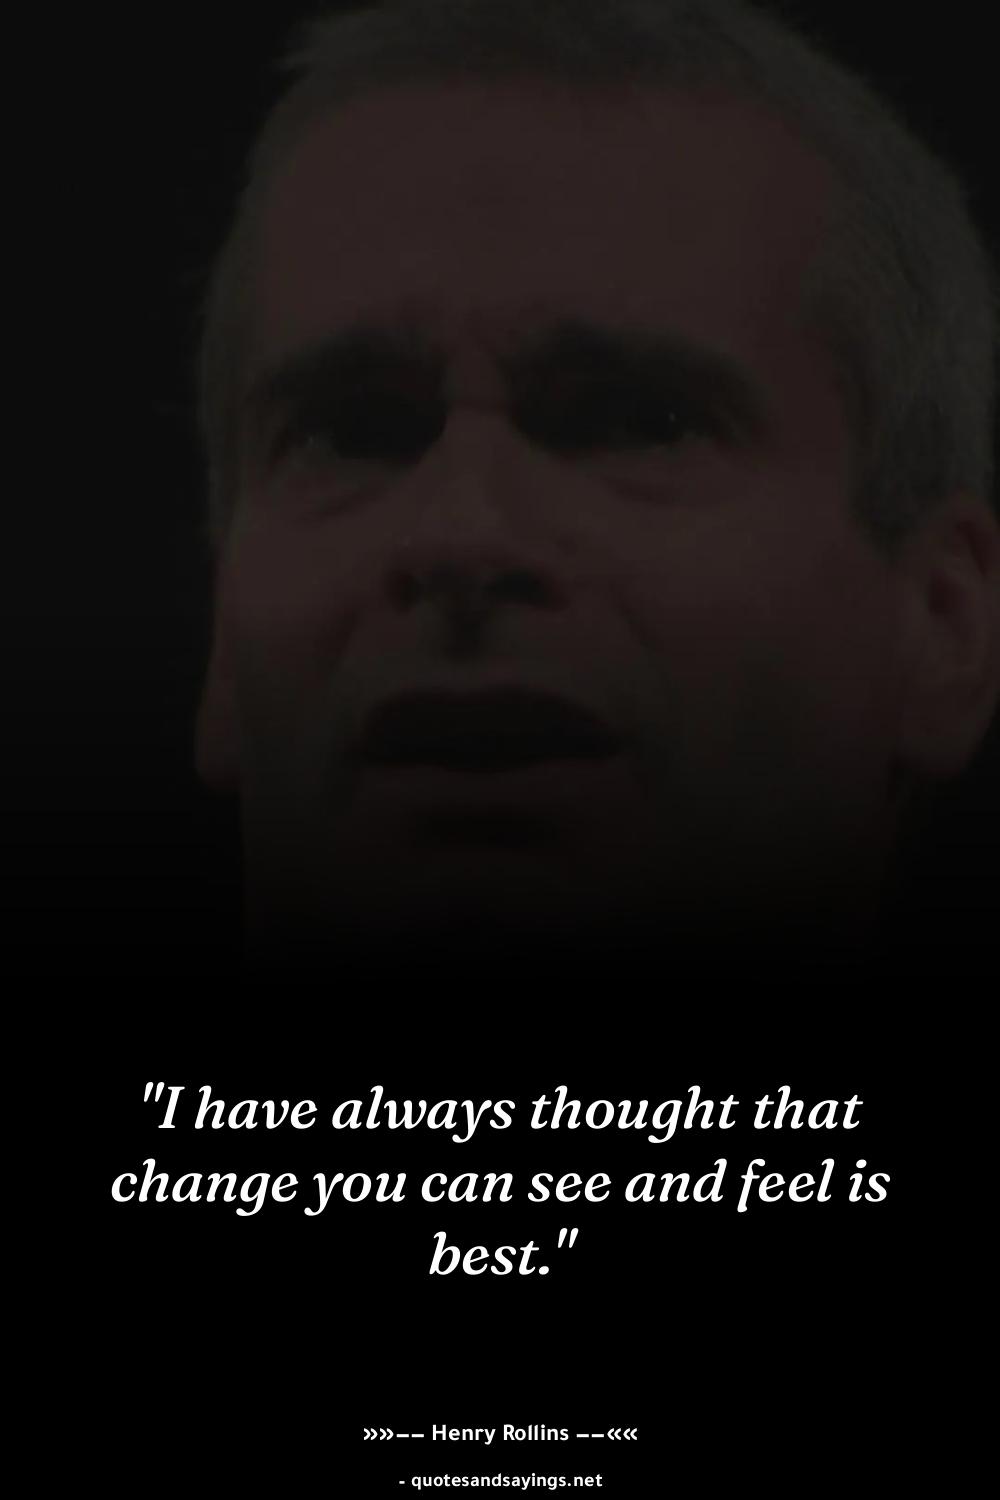 "I have always thought that
change you can see and feel is
best."
»»−− Henry Rollins −−««
- quotesandsayings.net